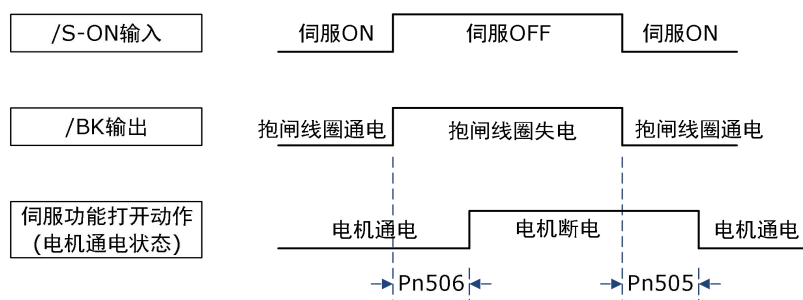 /S-ON输入
伺服ON
伺服OFF
伺服ON
/BK输出
抱闸线圈通电
抱闸线圈失电
抱闸线圈通电
伺服功能打开动作
(电机通电状态)
电机通电
电机断电
电机通电
Pn506
Pn505